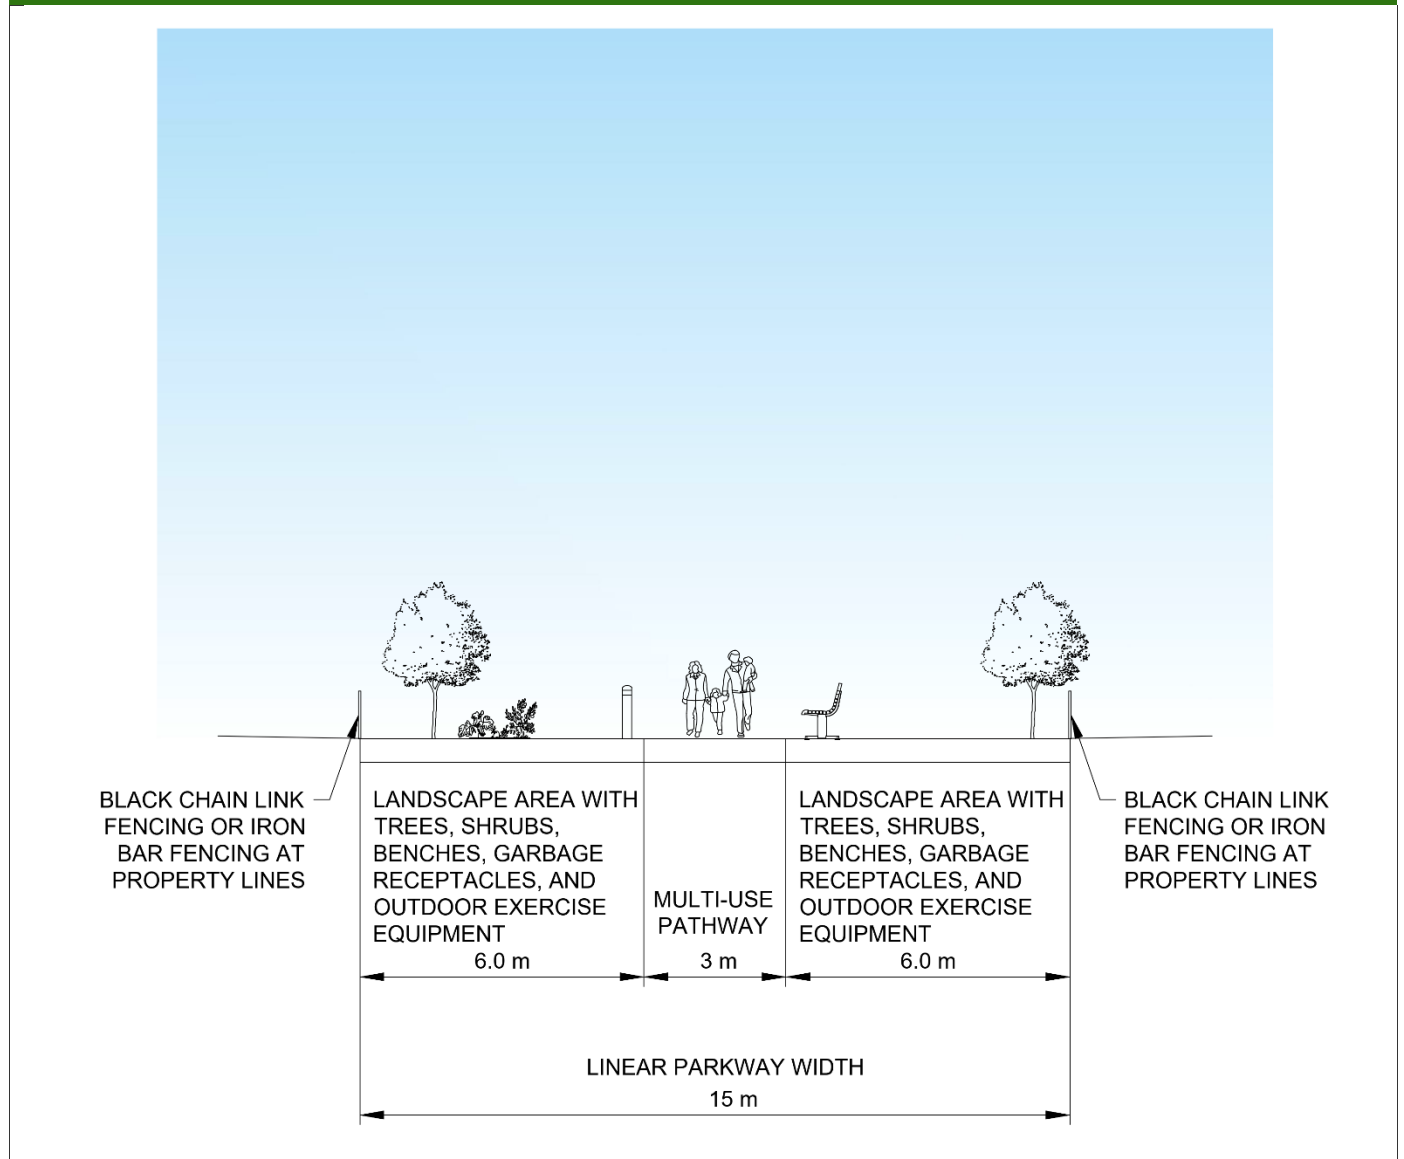 BLACK CHAIN LINK
FENCING OR IRON
BAR FENCING AT
PROPERTY LINES
LANDSCAPE AREA WITH
TREES, SHRUBS,
BENCHES, GARBAGE
RECEPTACLES, AND
OUTDOOR EXERCISE
EQUIPMENT
6.0 m
MULTI-USE
PATHWAY
3 m
LANDSCAPE AREA WITH
TREES, SHRUBS,
BENCHES, GARBAGE
RECEPTACLES, AND
OUTDOOR EXERCISE
EQUIPMENT
6.0 m
BLACK CHAIN LINK
FENCING OR IRON
BAR FENCING AT
PROPERTY LINES
LINEAR PARKWAY WIDTH
15 m